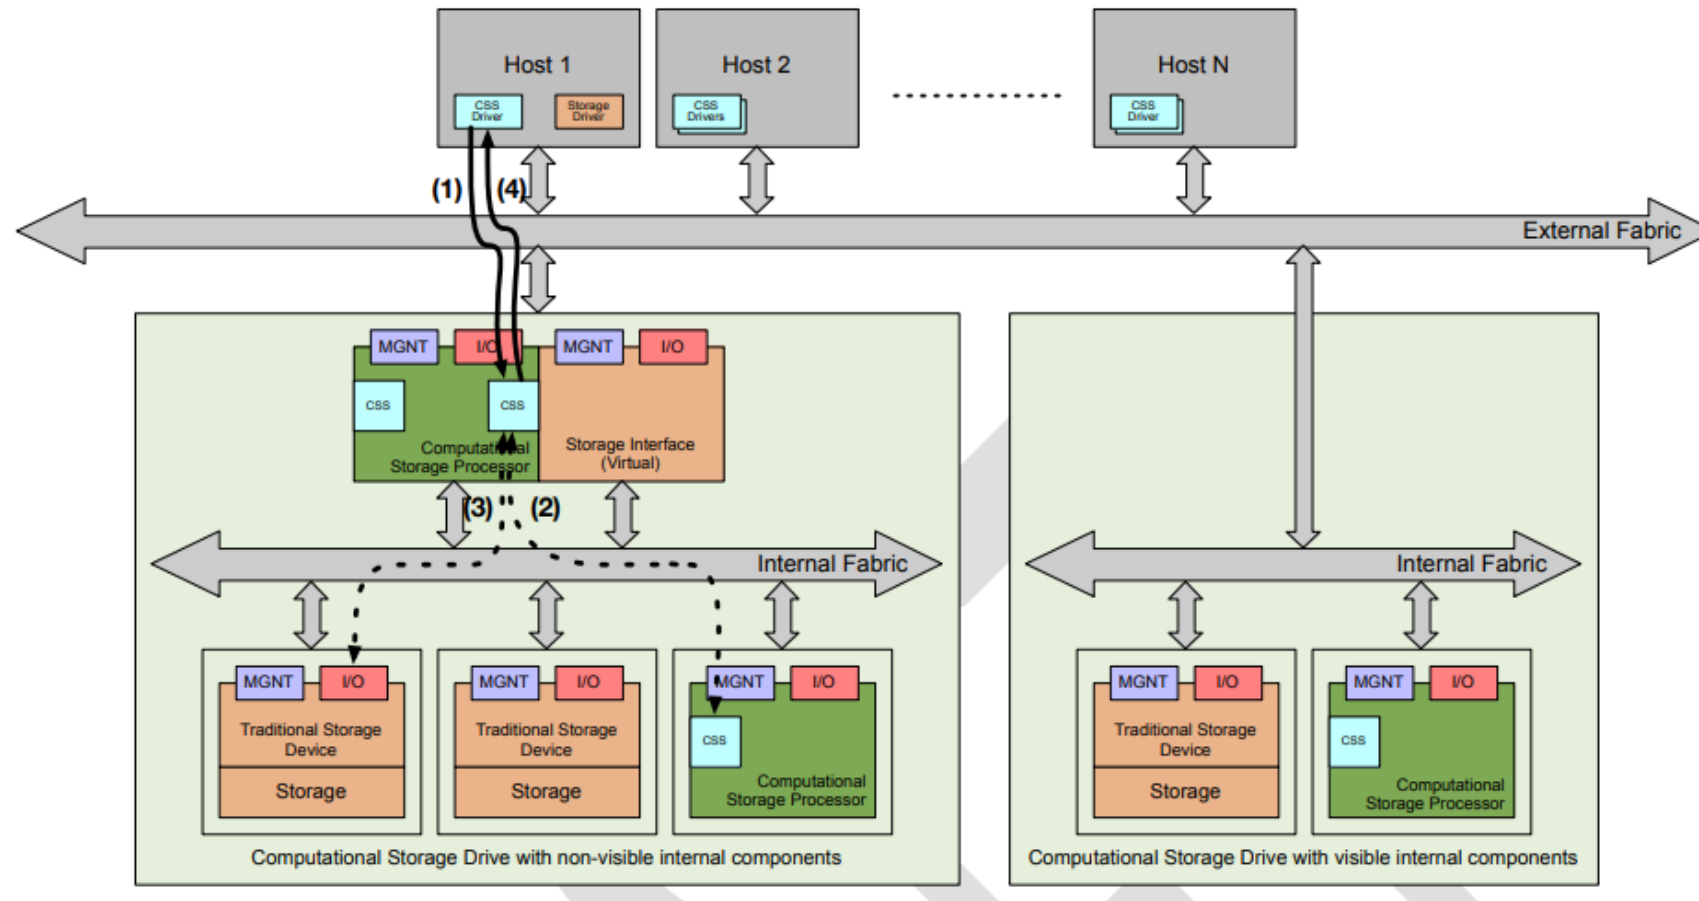 Host 1
CSS
Driver
Storage
Driver
Host 2
CSS
Drivers
Host N
CSS
Driver
(1)
(4)
External Fabric
MGNT
I/O
MGNT
I/O
CSS
CSS
Computational
Storage Processor
Storage Interface
(Virtual)
(3)
(2)
Internal Fabric
Internal Fabric
MGNT
I/O
Traditional Storage
Device
Storage
MGNT
I/O
Traditional Storage
Device
Storage
MGNT
I/O
CSS
Computational
Storage Processor
MGNT
I/O
Traditional Storage
Device
Storage
MGNT
I/O
CSS
Computational
Storage Processor
Computational Storage Drive with non-visible internal components
Computational Storage Drive with visible internal components